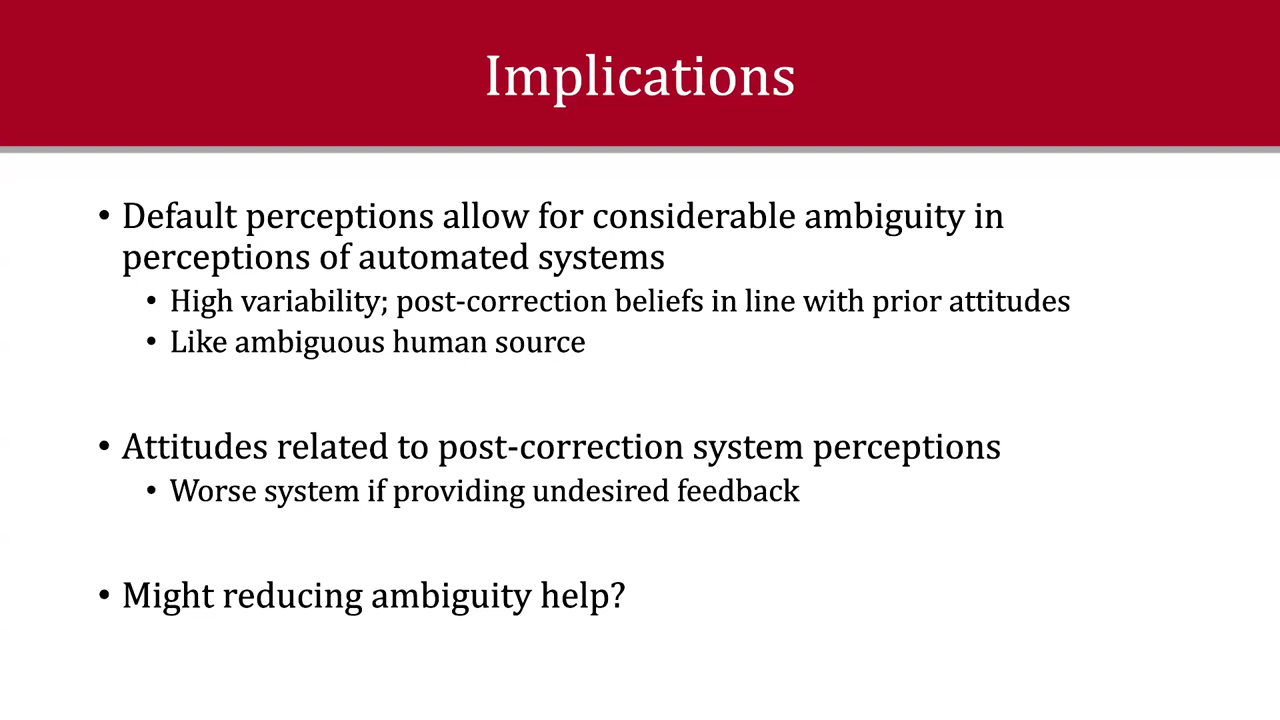 Implications
• Default perceptions allow for considerable ambiguity in
perceptions of automated systems
• High variability; post-correction beliefs in line with prior attitudes
• Like ambiguous human source
• Attitudes related to post-correction system perceptions
• Worse system if providing undesired feedback
• Might reducing ambiguity help?